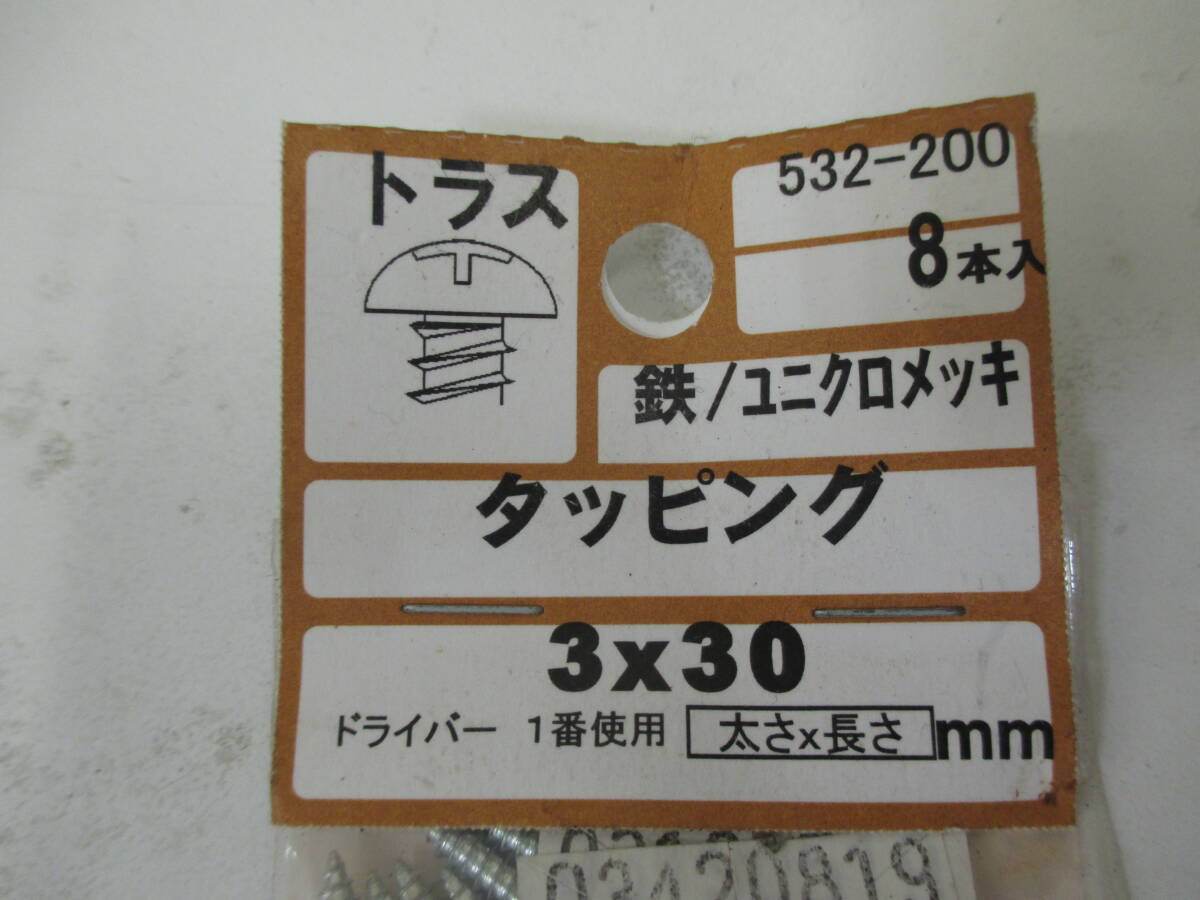 トラス
532-200
8本入
鉄/ユニクロメッキ
タッピング
3x30
ドライバー 1番使用 太さx長さ mm
03420819